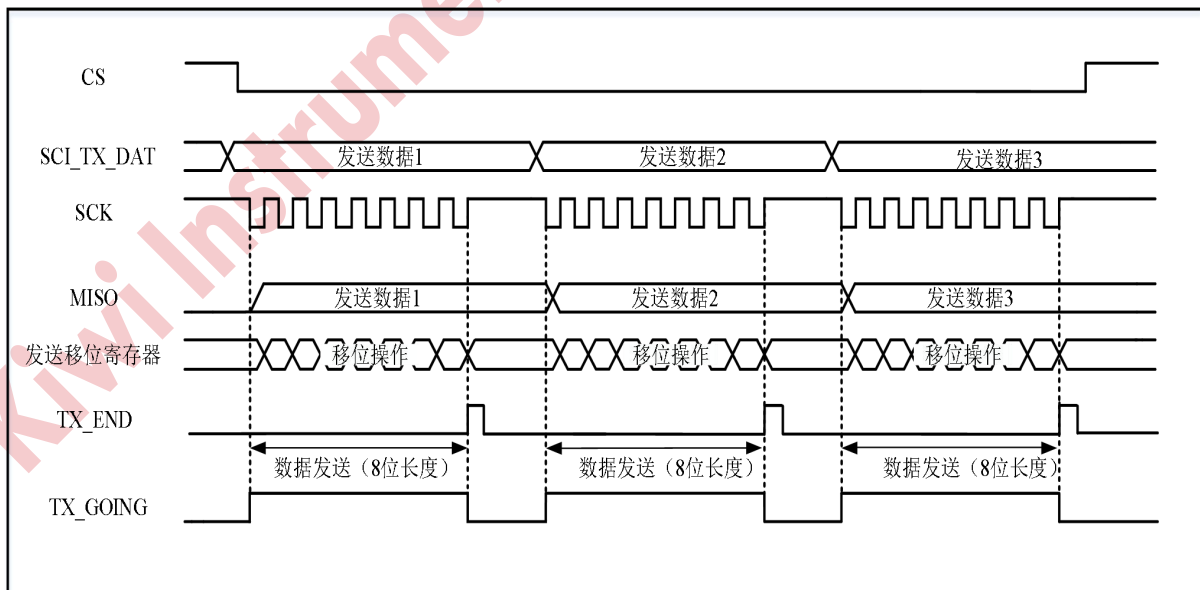 CS
SCI_TX_DAT
发送数据1
发送数据2
发送数据3
SCK
MISO
发送数据1
发送数据2
发送数据3
发送移位寄存器
移位操作
移位操作
移位操作
TX_END
数据发送（8位长度）
数据发送（8位长度）
数据发送（8位长度）
TX_GOING
Kiwi Instrume